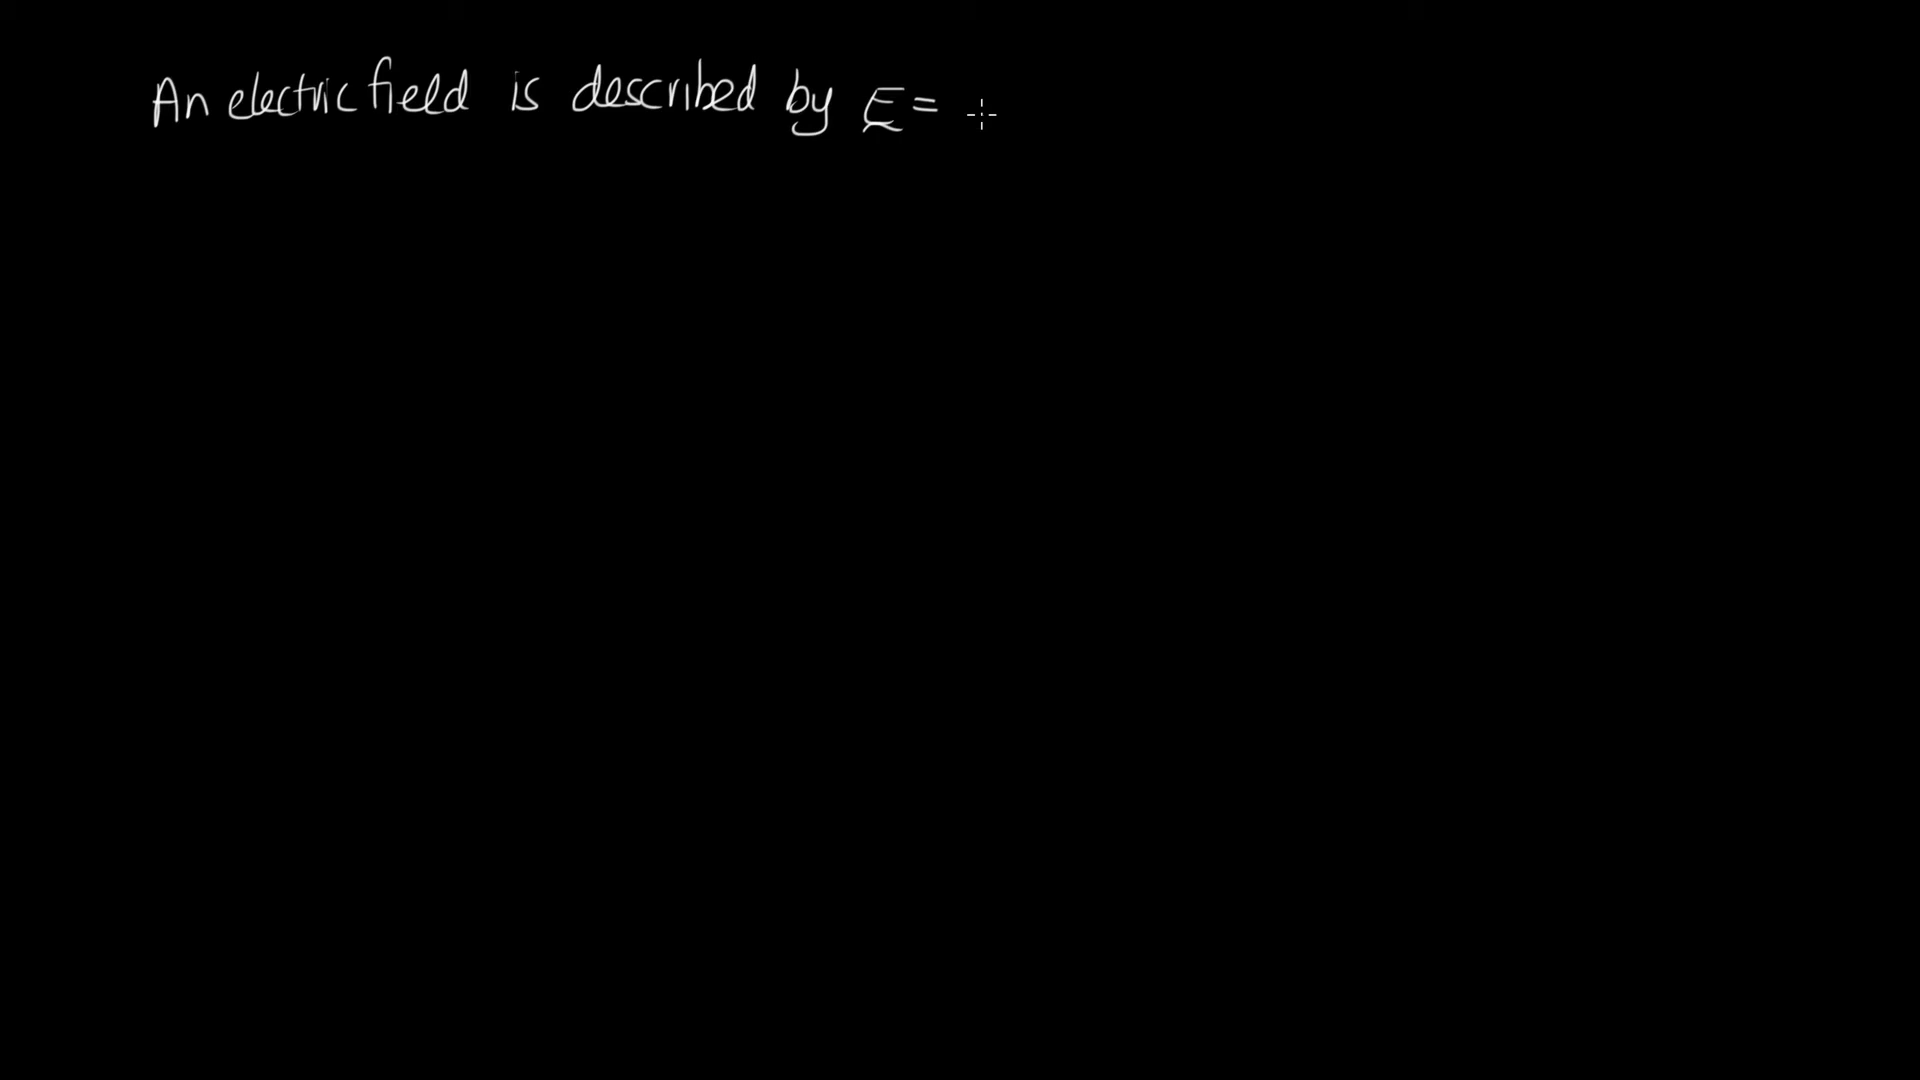 An electric field is described by Ḛ =